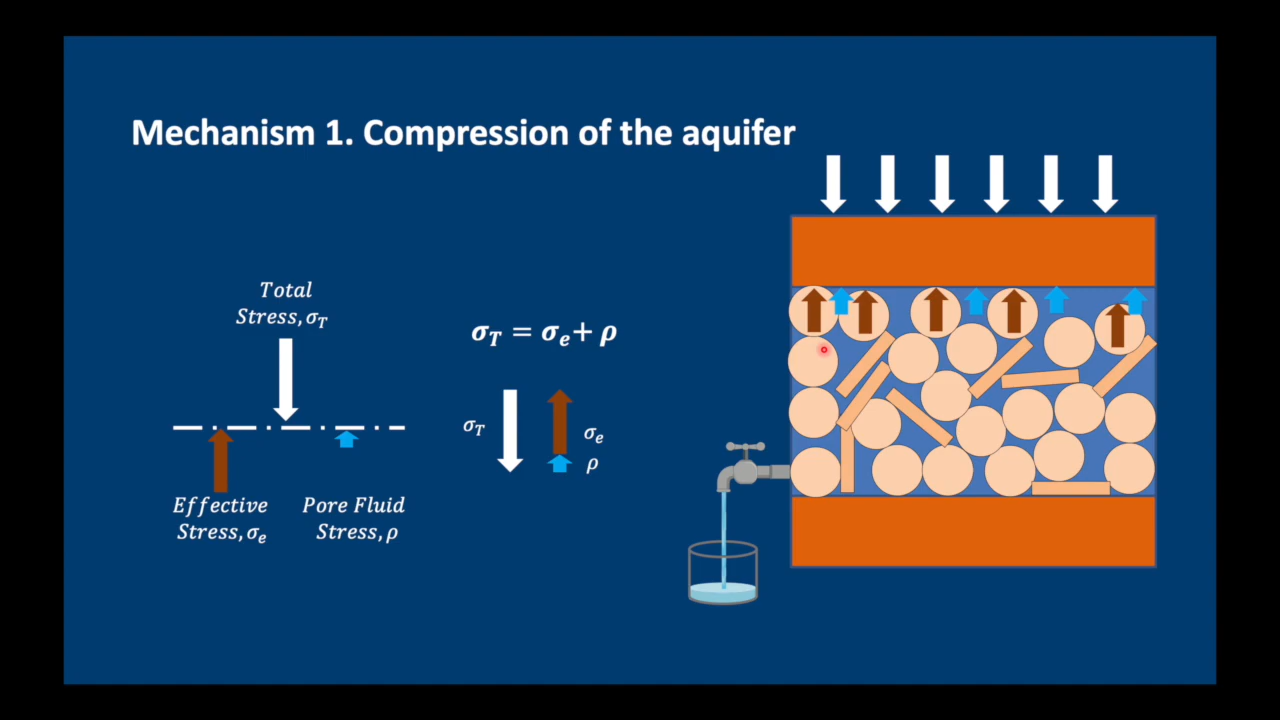 Mechanism 1. Compression of the aquifer
Total
Stress, σT
Effective
Stress, σe
Pore Fluid
Stress, ρ
σT = σe+ ρ
σT
σe
ρ